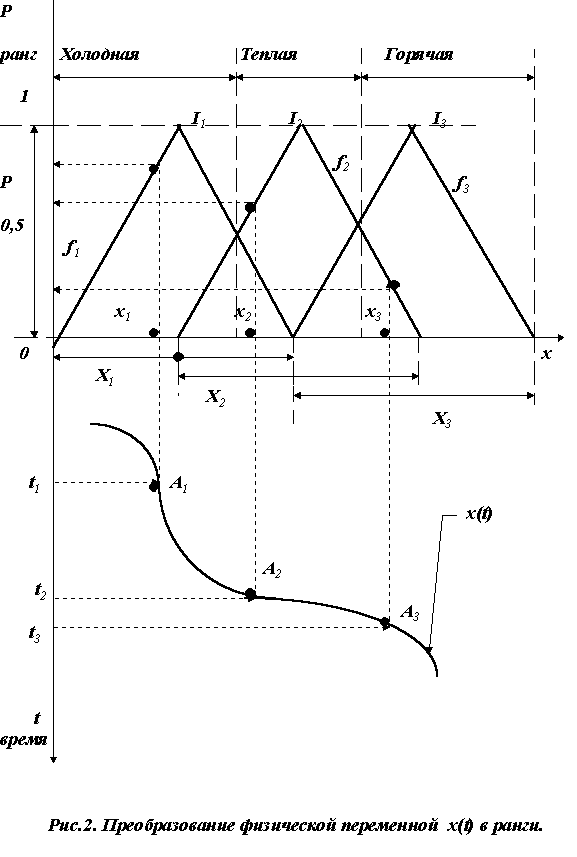 P
ранг Холодная Теплая Горячая
1
I1 I2 I3
P
f2
f3
0,5
f1
x1 x2 x3
0 x
X1
X2
X3
t1 A1
x(t)
A2
t2
A3
t3
t
время
Рис.2. Преобразование физической переменной x(t) в ранги.